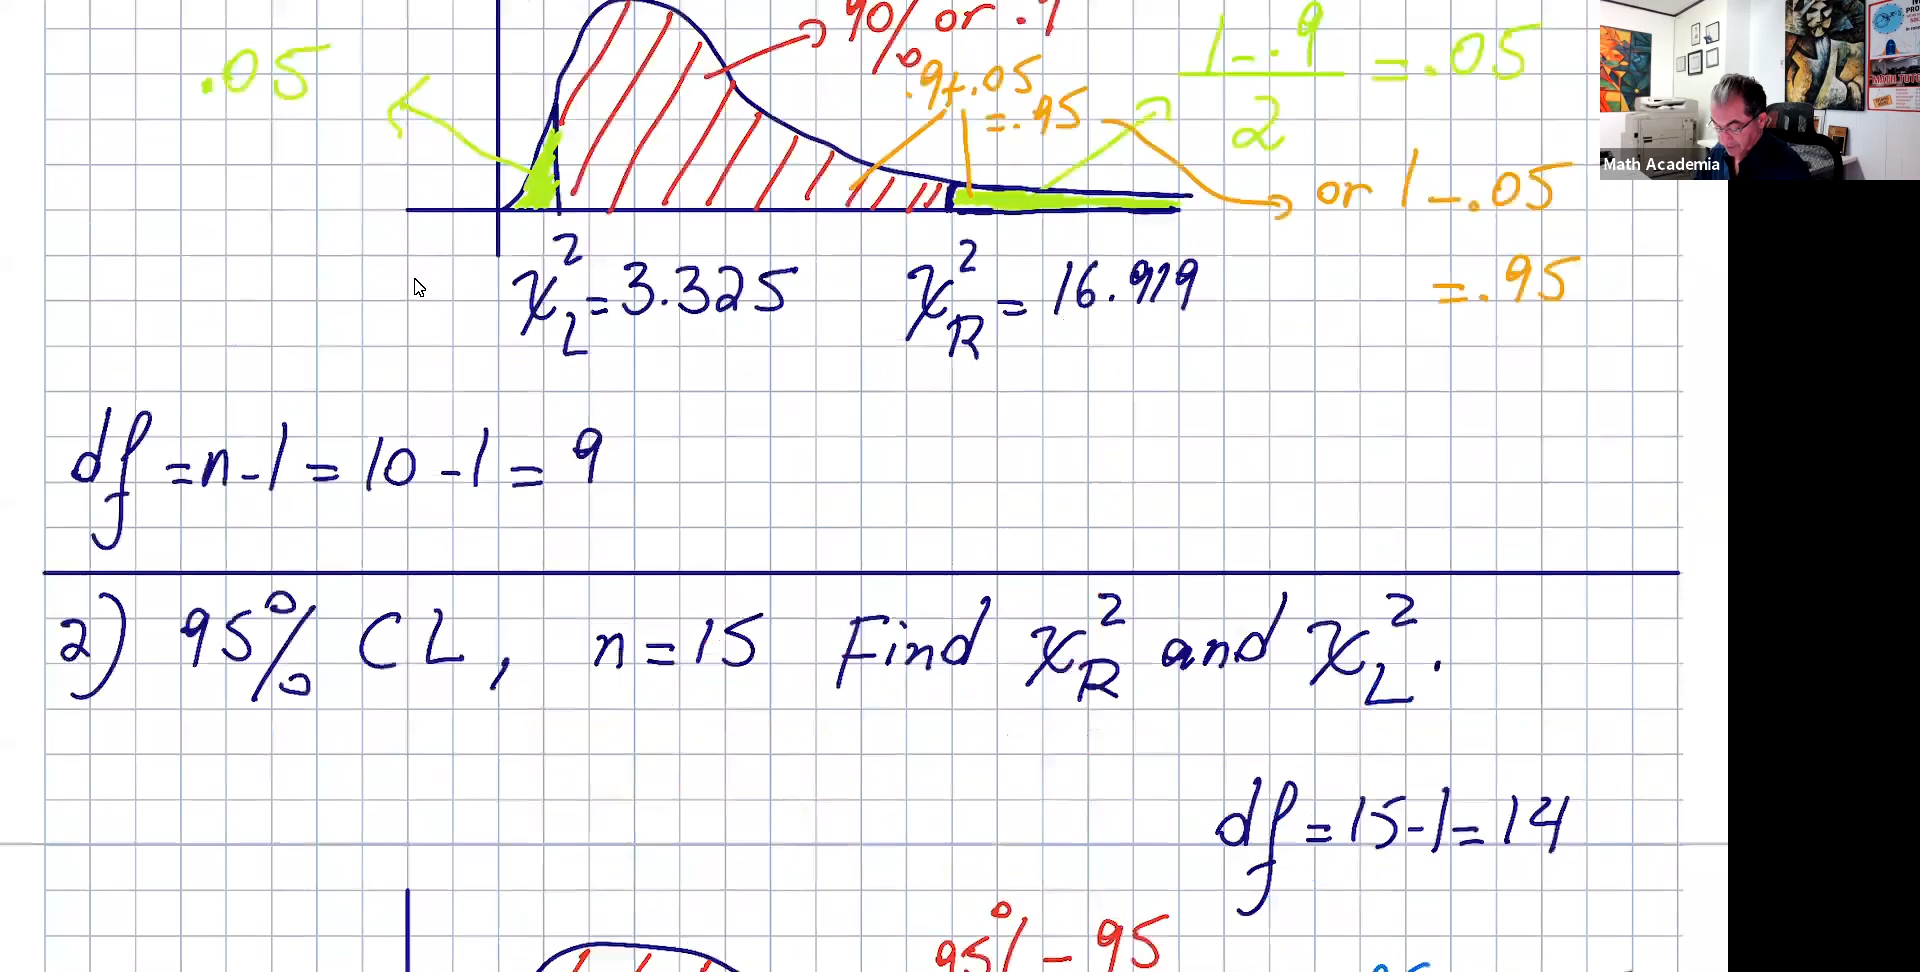 90% or .9
.05
.9+.05
=.95
1-.9 / 2 = .05
or 1-.05
=.95
χ²L=3.325
χ²R=16.919
df=n-1=10-1=9
2) 95% CL, n=15 Find χ²R and χ²L.
df=15-1=14
95% - 95
Math Academia